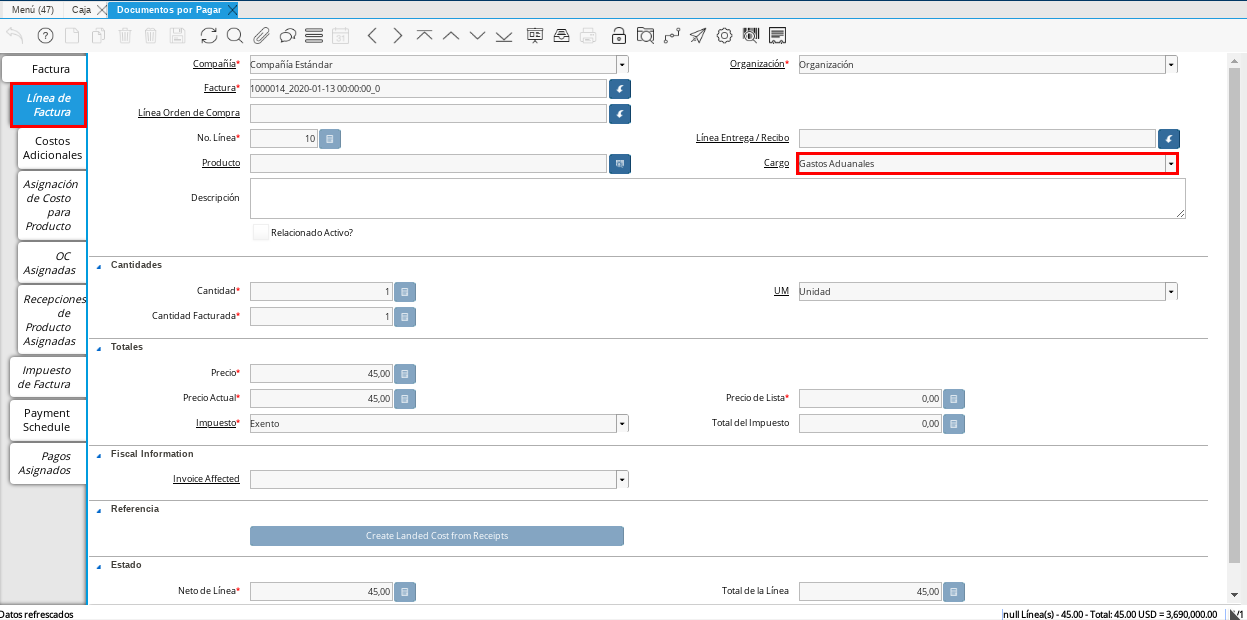 Menú (47) Caja Documentos por Pagar
31
Factura
Línea de
Factura
Costos
Adicionales
Asignación
de Costo
para
Producto
OC
Asignadas
Recepciones
de
Producto
Asignadas
Impuesto
de Factura
Payment
Schedule
Pagos
Asignados
Compañía* Compañía Estándar Organización* Organización
Factura* 1000014_2020-01-13 00:00:00_0
Línea Orden de Compra
No. Línea* 10 Línea Entrega / Recibo
Producto Cargo Gastos Aduanales
Descripción
Relacionado Activo?
Cantidades
Cantidad* 1 UM Unidad
Cantidad Facturada* 1
Totales
Precio* 45,00
Precio Actual* 45,00 Precio de Lista* 0,00
Impuesto* Exento Total del Impuesto 0,00
Fiscal Information
Invoice Affected
Referencia
Create Landed Cost from Receipts
Estado
Neto de Línea* 45,00 Total de la Línea 45,00
Datos refrescados null Línea(s) - 45.00 - Total: 45.00 USD = 3,690,000.00